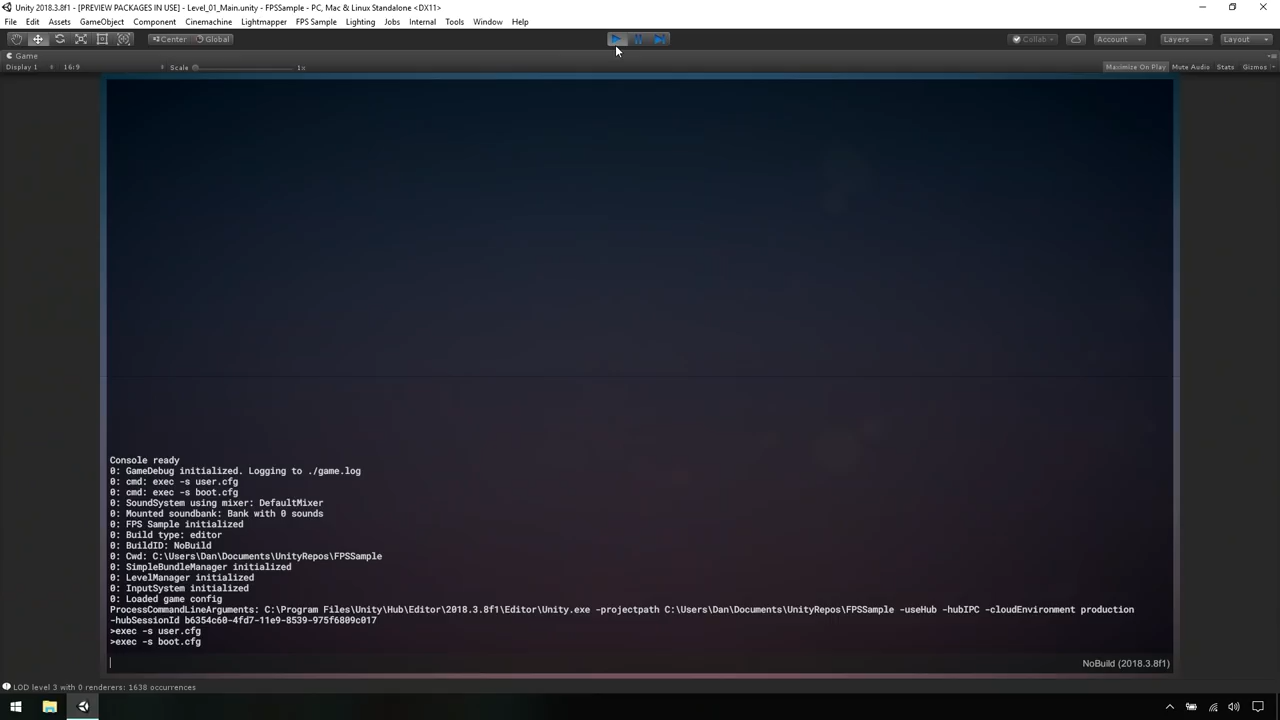 Unity 2018.3.8f1 - [PREVIEW PACKAGES IN USE] - Level_01_Main.unity - FPSSample - PC, Mac & Linux Standalone <DX11>
File Edit Assets GameObject Component Cinemachine Lightmapper FPS Sample Lighting Jobs Internal Tools Window Help
Center Global Collab Account Layers Layout
Game
Display 1 16:9 Scale 1x Maximize On Play Mute Audio Stats Gizmos
Console ready
0: GameDebug initialized. Logging to ./game.log
0: cmd: exec -s user.cfg
0: cmd: exec -s boot.cfg
0: SoundSystem using mixer: DefaultMixer
0: Mounted soundbank: Bank with 0 sounds
0: FPS Sample initialized
0: Build type: editor
0: BuildID: NoBuild
0: Cwd: C:\Users\Dan\Documents\UnityRepos\FPSSample
0: SimpleBundleManager initialized
0: LevelManager initialized
0: InputSystem initialized
0: Loaded game config
ProcessCommandLineArguments: C:\Program Files\Unity\Hub\Editor\2018.3.8f1\Editor\Unity.exe -projectpath C:\Users\Dan\Documents\UnityRepos\FPSSample -useHub -hubIPC -cloudEnvironment production
-hubSessionId b6354c60-4fd7-11e9-8539-975f6809c017
>exec -s user.cfg
>exec -s boot.cfg
NoBuild (2018.3.8f1)
LOD level 3 with 0 renderers: 1638 occurrences